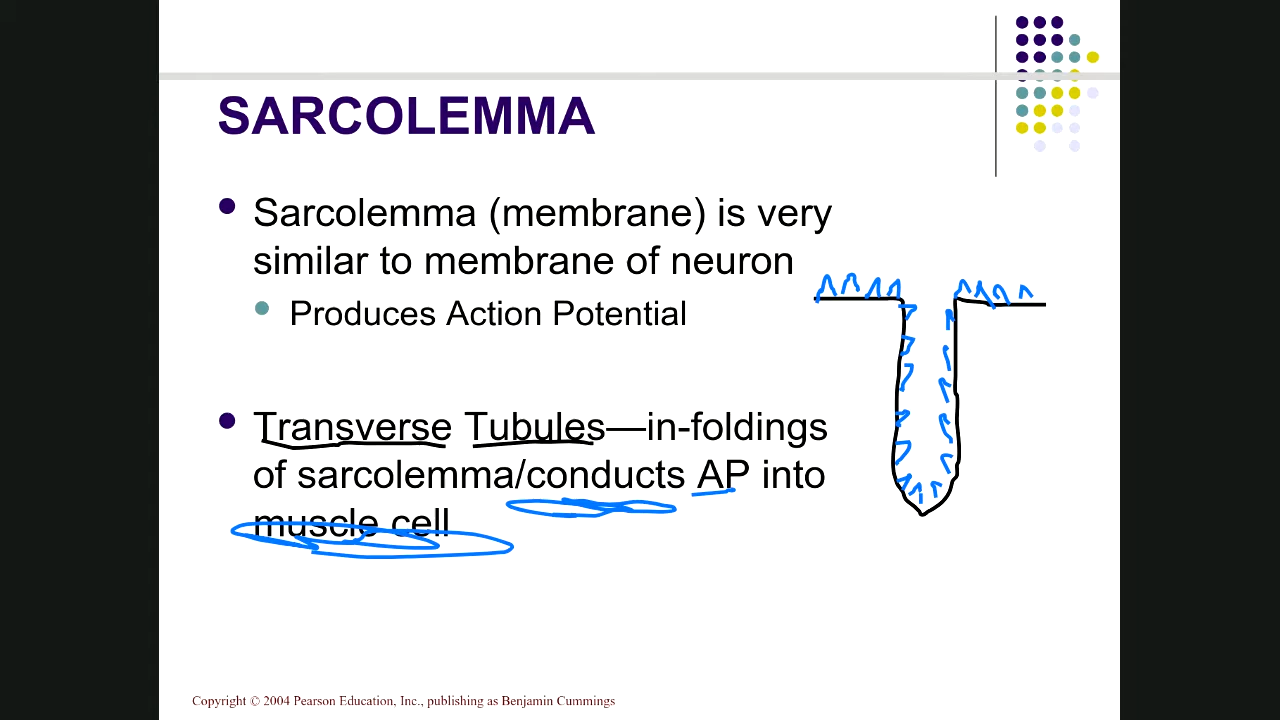 SARCOLEMMA
Sarcolemma (membrane) is very
similar to membrane of neuron
Produces Action Potential
Transverse Tubules—in-foldings
of sarcolemma/conducts AP into
muscle cell
Copyright © 2004 Pearson Education, Inc., publishing as Benjamin Cummings